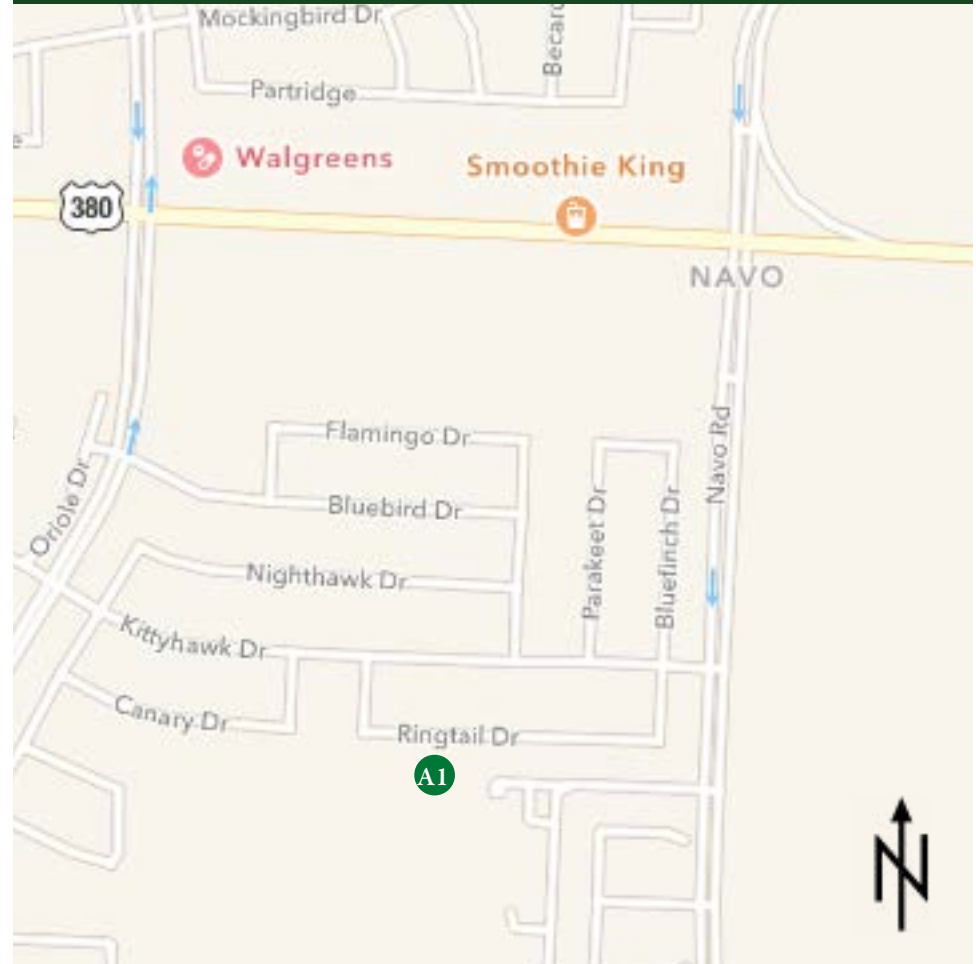 Mockingbird Dr
Becard
Partridge
Walgreens
Smoothie King
380
NAVO
Navo Rd
Flamingo Dr
Oriole Dr
Bluebird Dr
Parakeet Dr
Bluefinch Dr
Nighthawk Dr
Kittyhawk Dr
Canary Dr
Ringtail Dr
A1
N